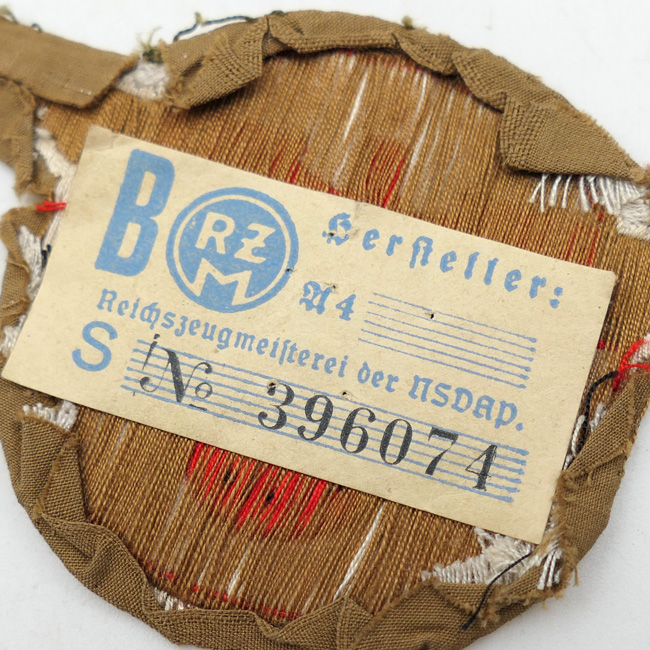 B RZM Hersteller:
A4
Reichszeugmeisterei der NSDAP.
S № 396074